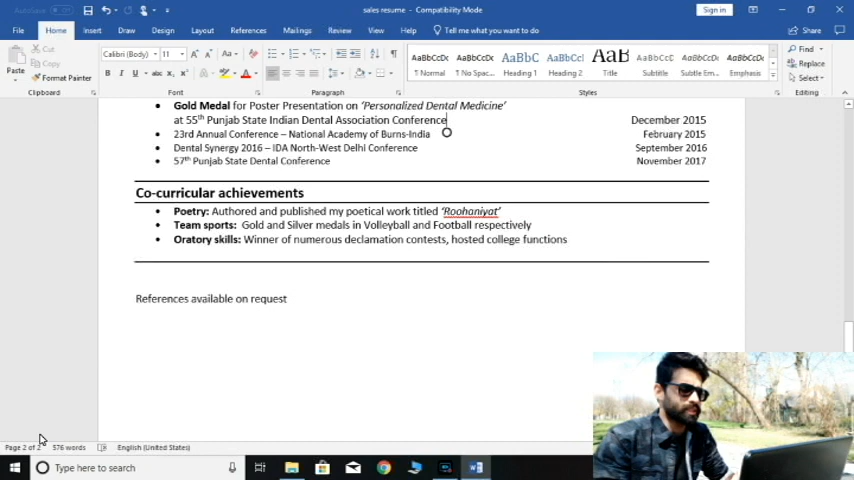 AutoSave
sales resume - Compatibility Mode
Sign in
File Home Insert Draw Design Layout References Mailings Review View Help Tell me what you want to do Share
Paste
Cut
Copy
Format Painter
Calibri (Body) 11
AaBbCcDc AaBbCcDc AaBbC AaBbCcD AaB AaBbCcDc AaBbCcDc AaBbCcDc
¶ Normal ¶ No Spac... Heading 1 Heading 2 Title Subtitle Subtle Em... Emphasis
Find
Replace
Select
Clipboard Font Paragraph Styles Editing
• Gold Medal for Poster Presentation on ‘Personalized Dental Medicine’
at 55th Punjab State Indian Dental Association Conference December 2015
• 23rd Annual Conference – National Academy of Burns-India February 2015
• Dental Synergy 2016 – IDA North-West Delhi Conference September 2016
• 57th Punjab State Dental Conference November 2017
Co-curricular achievements
• Poetry: Authored and published my poetical work titled ‘Roohaniyat’
• Team sports: Gold and Silver medals in Volleyball and Football respectively
• Oratory skills: Winner of numerous declamation contests, hosted college functions
References available on request
Page 2 of 2 576 words English (United States)
Type here to search